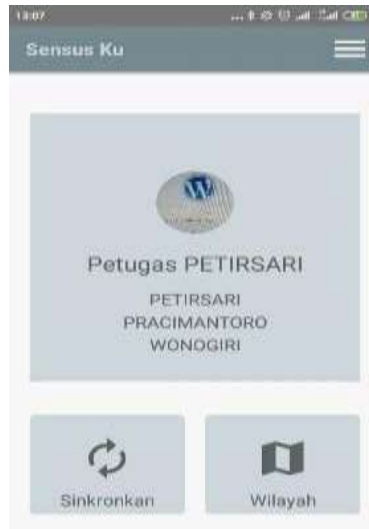 13:07
Sensus Ku
W
Petugas PETIRSARI
PETIRSARI
PRACIMANTORO
WONOGIRI
Sinkronkan Wilayah